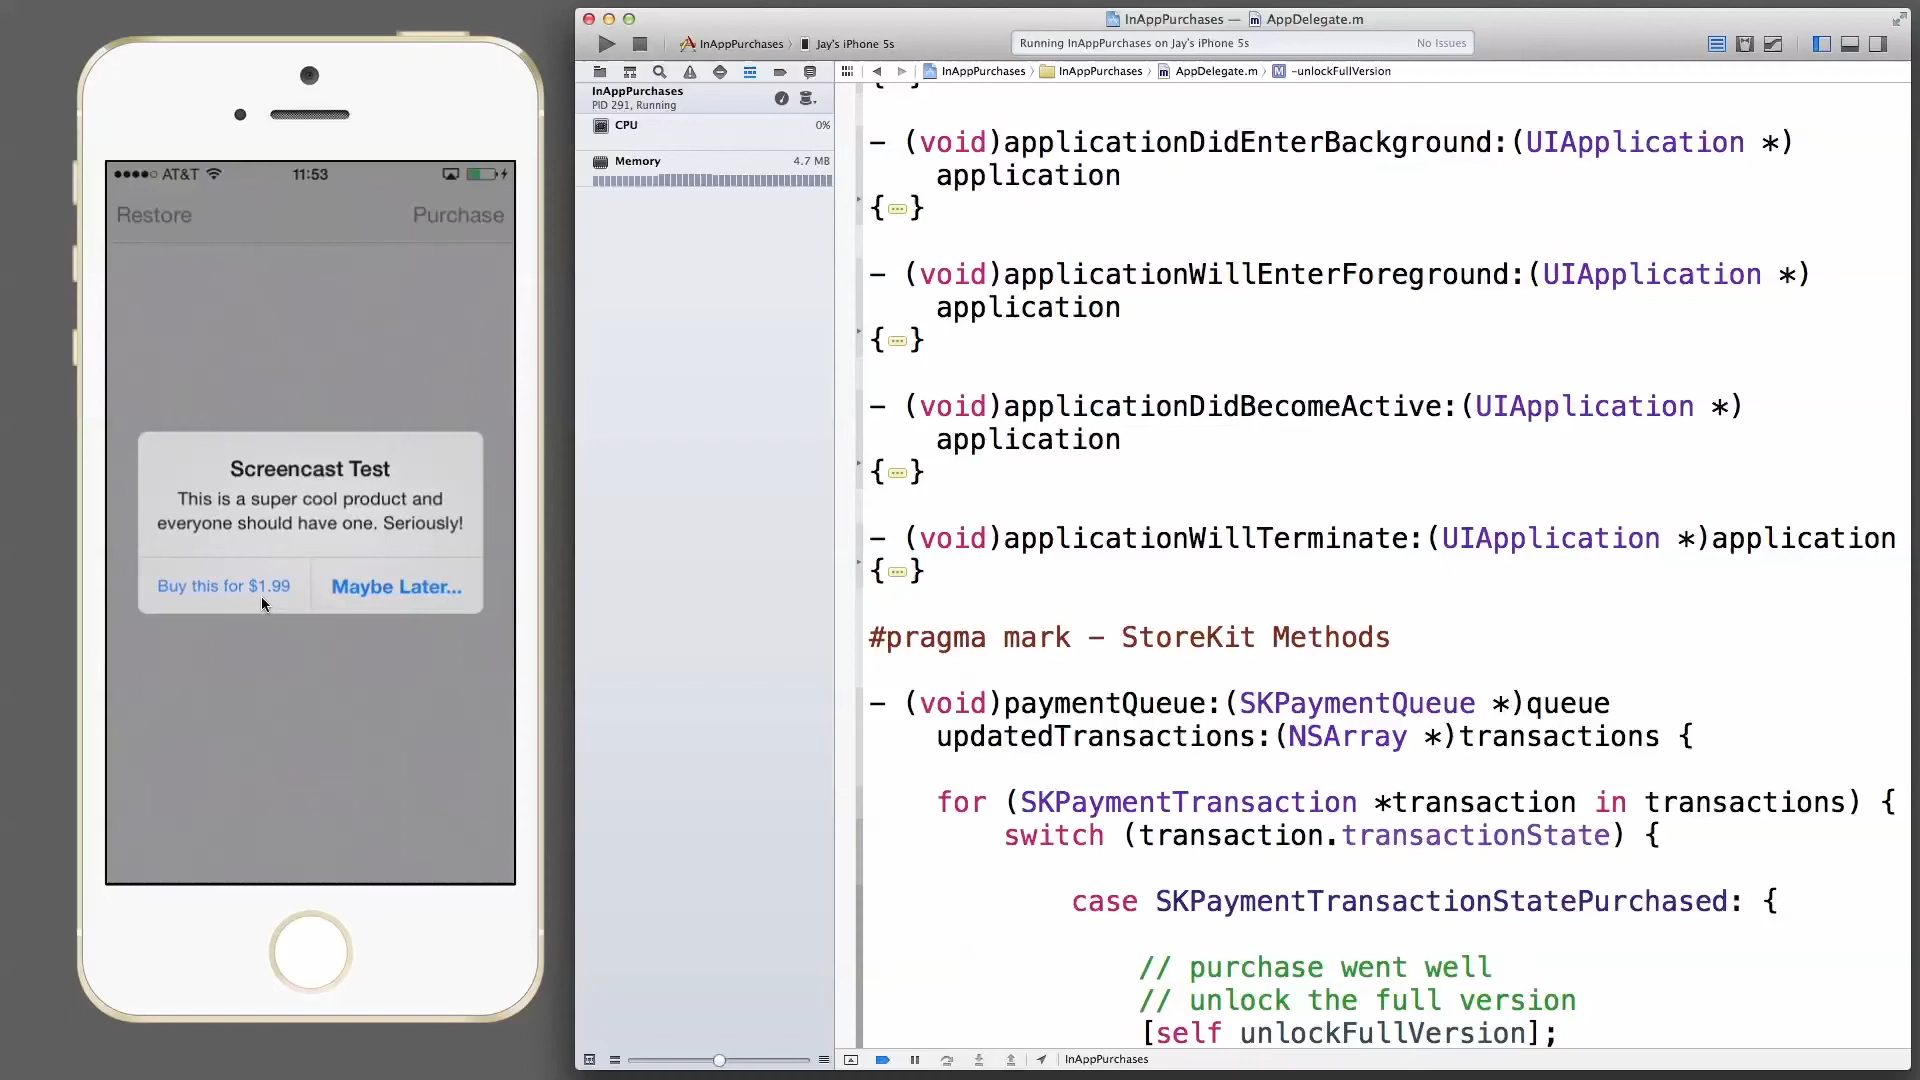 AT&T 11:53
Restore Purchase
Screencast Test
This is a super cool product and
everyone should have one. Seriously!
Buy this for $1.99 Maybe Later...
InAppPurchases — AppDelegate.m
InAppPurchases Jay's iPhone 5s
Running InAppPurchases on Jay's iPhone 5s No Issues
InAppPurchases InAppPurchases AppDelegate.m -unlockFullVersion
InAppPurchases
PID 291, Running
CPU 0%
Memory 4.7 MB
- (void)applicationDidEnterBackground:(UIApplication *)
application
{...}
- (void)applicationWillEnterForeground:(UIApplication *)
application
{...}
- (void)applicationDidBecomeActive:(UIApplication *)
application
{...}
- (void)applicationWillTerminate:(UIApplication *)application
{...}
#pragma mark - StoreKit Methods
- (void)paymentQueue:(SKPaymentQueue *)queue
updatedTransactions:(NSArray *)transactions {
for (SKPaymentTransaction *transaction in transactions) {
switch (transaction.transactionState) {
case SKPaymentTransactionStatePurchased: {
// purchase went well
// unlock the full version
[self unlockFullVersion];
InAppPurchases